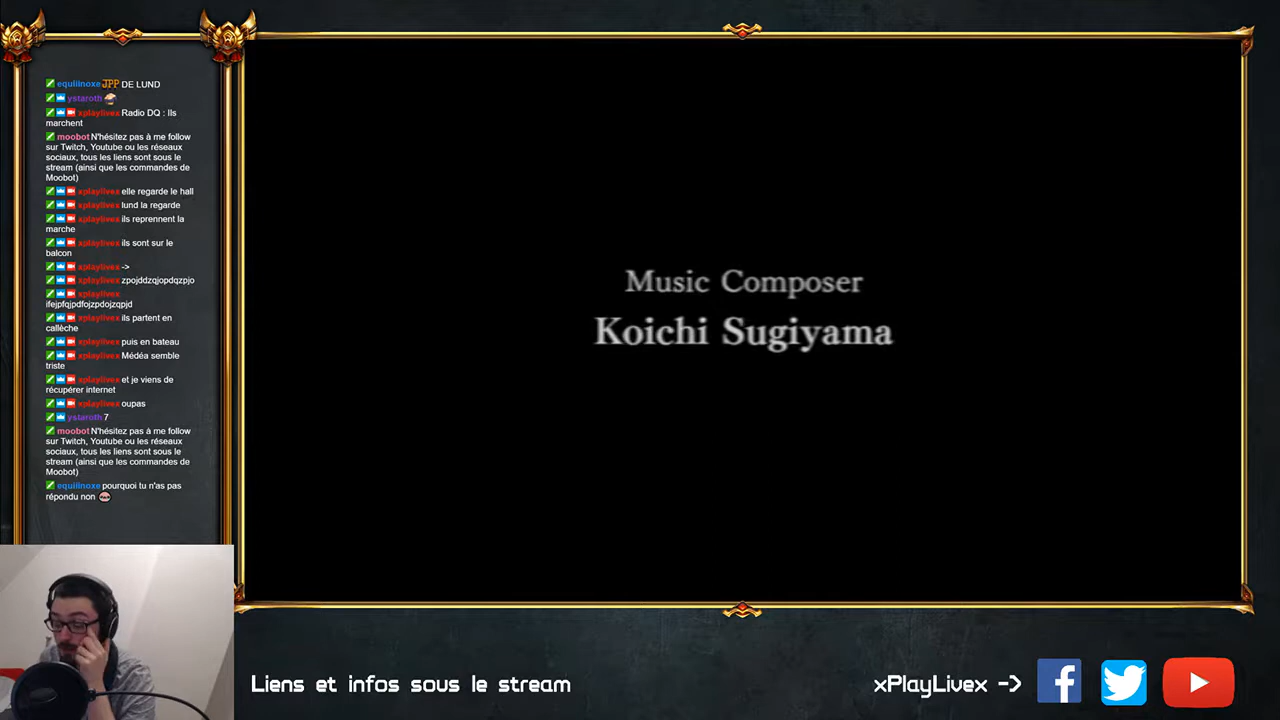 equilinoxe JPP DE LUND
ystaroth
xplaylivex Radio DQ : Ils
marchent
moobot N'hésitez pas à me follow
sur Twitch, Youtube ou les réseaux
sociaux, tous les liens sont sous le
stream (ainsi que les commandes de
Moobot)
xplaylivex elle regarde le hall
xplaylivex lund la regarde
xplaylivex ils reprennent la
marche
xplaylivex ils sont sur le
balcon
xplaylivex ->
xplaylivex zpojddzqjopdqzpjo
xplaylivex
ifejpfqjpdfojzpdojzqpjd
xplaylivex ils partent en
callèche
xplaylivex puis en bateau
xplaylivex Médéa semble
triste
xplaylivex et je viens de
récupérer internet
xplaylivex oupas
ystaroth 7
moobot N'hésitez pas à me follow
sur Twitch, Youtube ou les réseaux
sociaux, tous les liens sont sous le
stream (ainsi que les commandes de
Moobot)
equilinoxe pourquoi tu n'as pas
répondu non
Music Composer
Koichi Sugiyama
Liens et infos sous le stream
xPlayLivex ->